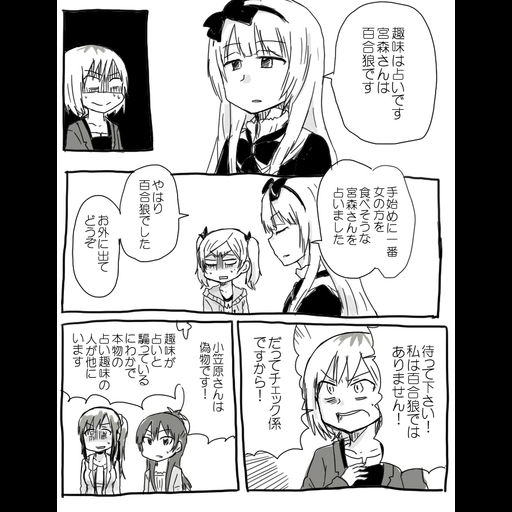 趣味は占いです
宮森さんは
百合狼です
手始めに一番
女の方を
食べそうな
宮森さんを
占いました
やはり
百合狼でした
お外に出て
どうぞ
待って下さい！
私は百合狼では
ありません！
だってチェック係
ですから！
小笠原さんは
偽物です！
趣味が
占いと
騙っている
にわかで
本物の
占い趣味の
人が他に
います